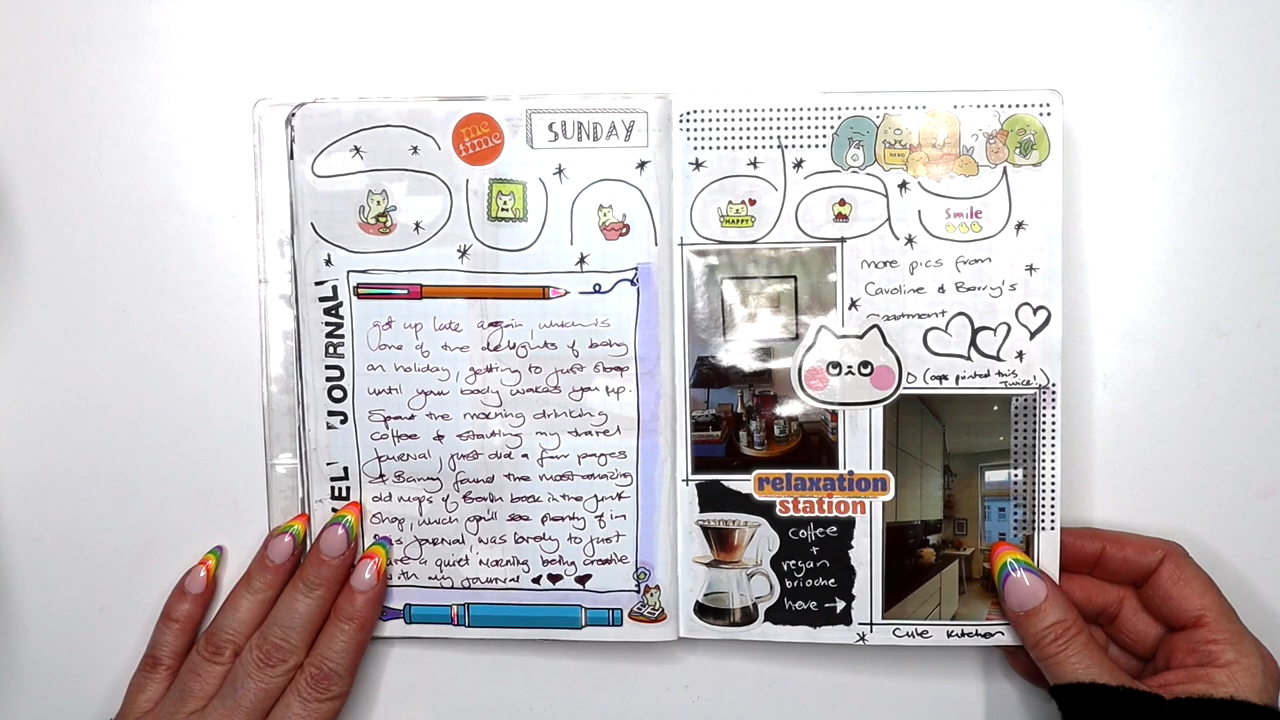 me
time
SUNDAY
Sunday
NEKO
HAPPY
Smile
JOURNAL!
got up late again, which is
one of the delights of being
on holiday, getting to just sleep
until your body wakes you up.
Spent the morning drinking
coffee & starting my travel
journal, just did a few pages
& Barry found the most amazing
old maps of Berlin book in the junk
shop, which you'll see plenty of in
this journal, was lovely to just
have a quiet morning being creative
with my journal
more pics from
Caroline & Barry's
apartment
(oops printed this
twice!)
relaxation
station
coffee
+
vegan
brioche
here →
Cute kitchen